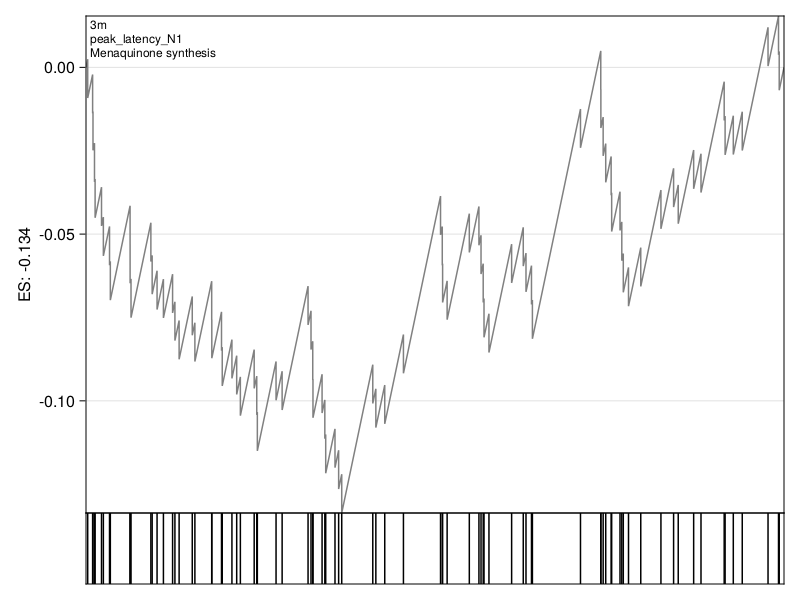 3m
peak_latency_N1
Menaquinone synthesis
0.00
-0.05
-0.10
ES: -0.134